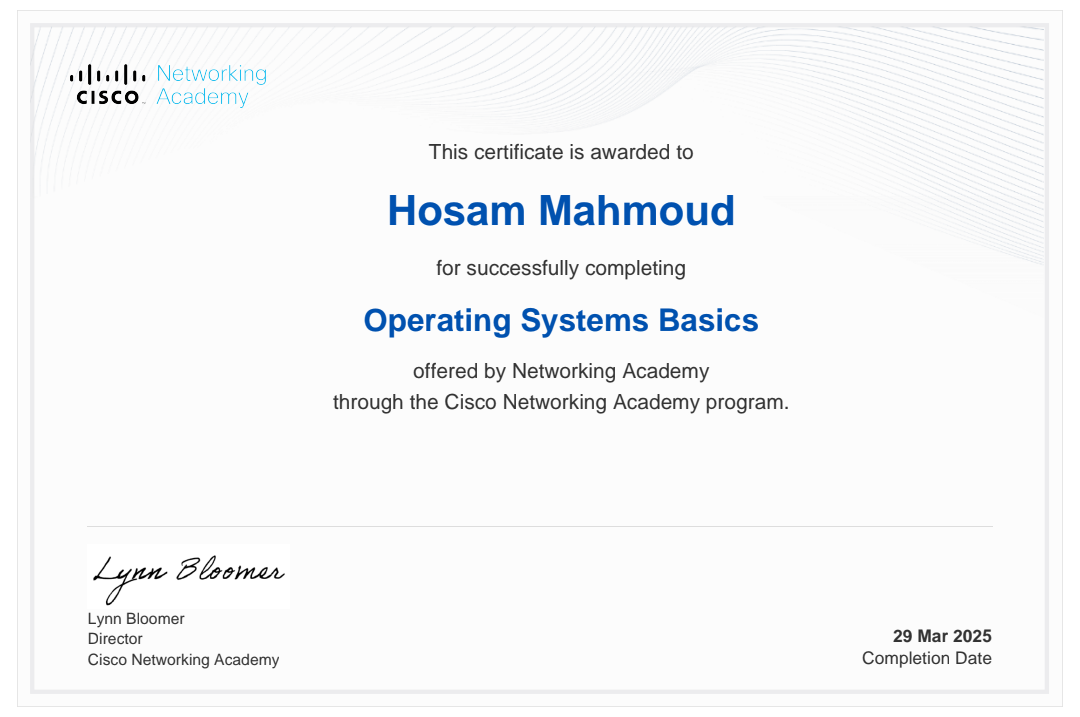 Networking
CISCO Academy
This certificate is awarded to
Hosam Mahmoud
for successfully completing
Operating Systems Basics
offered by Networking Academy
through the Cisco Networking Academy program.
Lynn Bloomer
Lynn Bloomer
Director
Cisco Networking Academy
29 Mar 2025
Completion Date